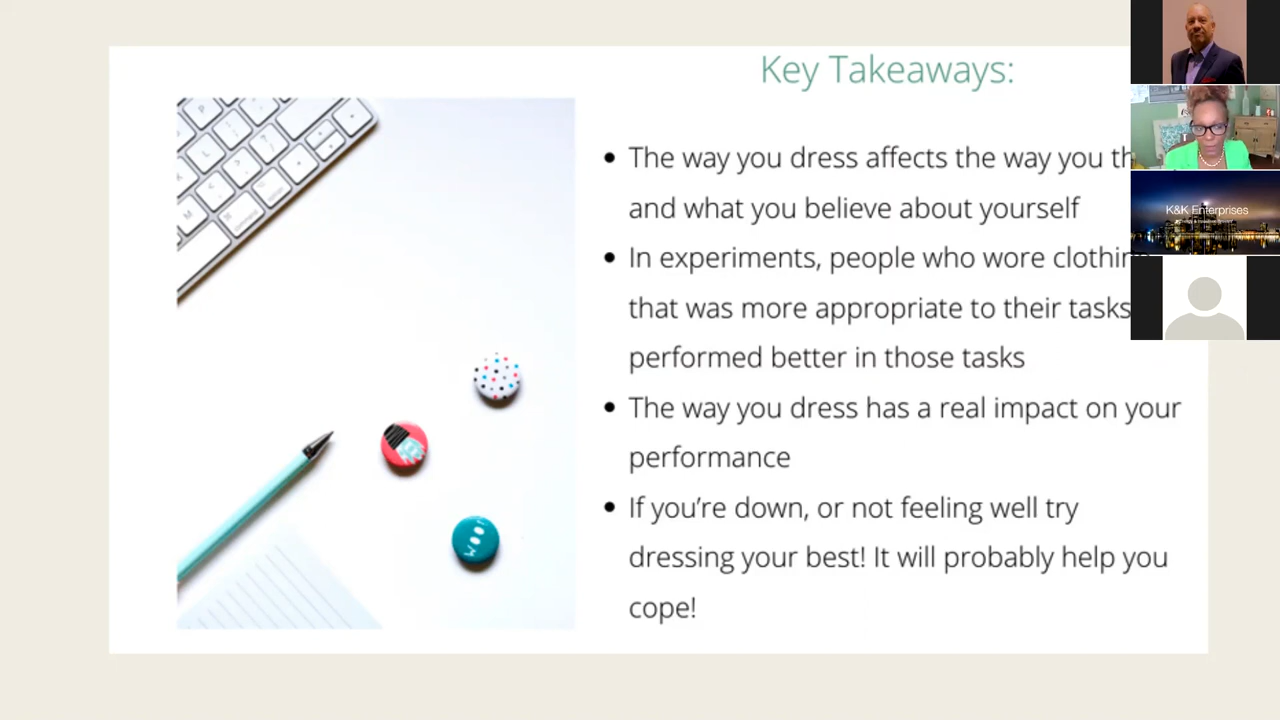 Key Takeaways:
The way you dress affects the way you
and what you believe about yourself
In experiments, people who wore
that was more appropriate to their tasks
performed better in those tasks
The way you dress has a real impact on your
performance
If you're down, or not feeling well try
dressing your best! It will probably help you
cope!
K&K Enterprises
WOO!
P
L
M
command